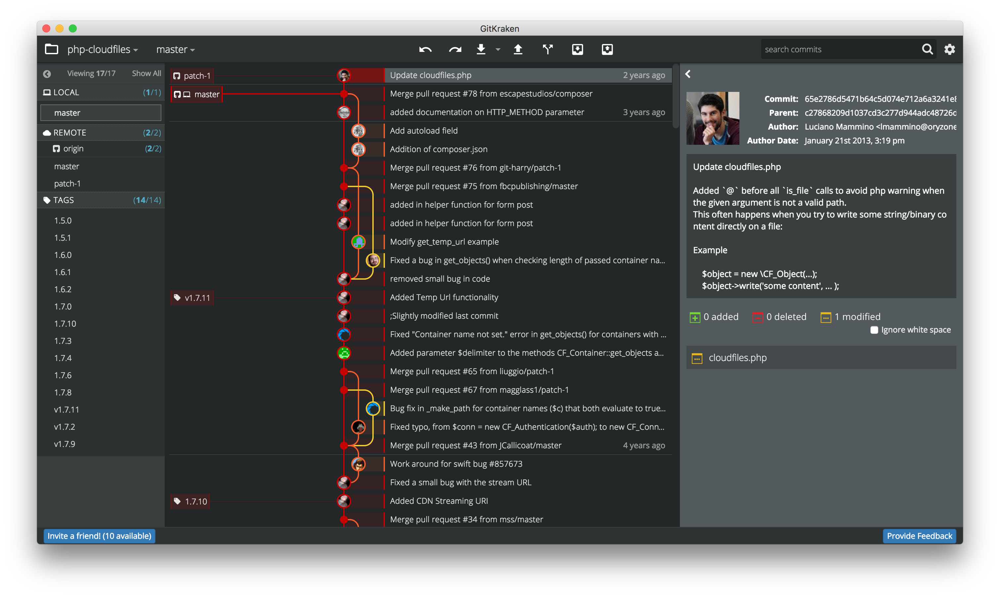 GitKraken
php-cloudfiles
master
search commits
Viewing 17/17 Show All
LOCAL (1/1)
master
REMOTE (2/2)
origin (2/2)
master
patch-1
TAGS (14/14)
1.5.0
1.5.1
1.6.0
1.6.1
1.6.2
1.7.0
1.7.10
1.7.3
1.7.4
1.7.6
1.7.8
v1.7.11
v1.7.2
v1.7.9
patch-1 Update cloudfiles.php 2 years ago
master Merge pull request #78 from escapestudios/composer
added documentation on HTTP_METHOD parameter 3 years ago
Add autoload field
Addition of composer.json
Merge pull request #76 from git-harry/patch-1
Merge pull request #75 from fbcpublishing/master
added in helper function for form post
added in helper function for form post
Modify get_temp_url example
Fixed a bug in get_objects() when checking length of passed container na...
removed small bug in code
v1.7.11 Added Temp Url functionality
;Slightly modified last commit
Fixed "Container name not set." error in get_objects() for containers with ...
Added parameter $delimiter to the methods CF_Container::get_objects a...
Merge pull request #65 from liuggio/patch-1
Merge pull request #67 from magglass1/patch-1
Bug fix in _make_path for container names ($c) that both evaluate to true...
Fixed typo, from $conn = new CF_Authentication($auth); to new CF_Conn...
Merge pull request #43 from JCallicoat/master 4 years ago
Work around for swift bug #857673
Fixed a small bug with the stream URL
1.7.10 Added CDN Streaming URI
Merge pull request #34 from mss/master
Commit: 65e2786d5471b64c5d074e712a6a3241e8
Parent: c27868209d1037cd3c277d944adc48726d
Author: Luciano Mammino <lmammino@oryzone
Author Date: January 21st 2013, 3:19 pm
Update cloudfiles.php
Added `@` before all `is_file` calls to avoid php warning when
the given argument is not a valid path.
This often happens when you try to write some string/binary co
ntent directly on a file:
Example
$object = new \CF_Object(...);
$object->write('some content', ... );
0 added 0 deleted 1 modified
Ignore white space
cloudfiles.php
Invite a friend! (10 available)
Provide Feedback